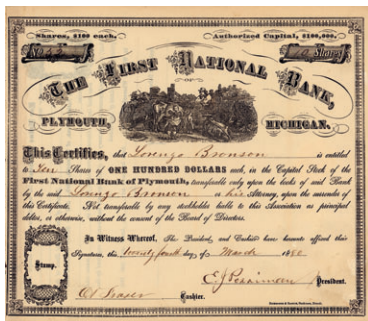 Shares, $100 each. Authorized Capital, $100,000.
No. Shares
The First National Bank,
PLYMOUTH, MICHIGAN.
This Certifies, that Lorenzo Bronson is entitled
to Ten Shares of ONE HUNDRED DOLLARS each, in the Capital Stock of the
First National Bank of Plymouth, transferable only upon the books of said Bank
by the said Lorenzo Bronson or his Attorney, upon the surrender of
this Certificate. Not transferable by any stockholder liable to this Association as principal
debtor, or otherwise, without the consent of the Board of Directors.
In Witness Whereof, The President and Cashier have hereunto affixed their
Signatures, this twenty fourth day of March 18
Stamp.
President.
Cashier.